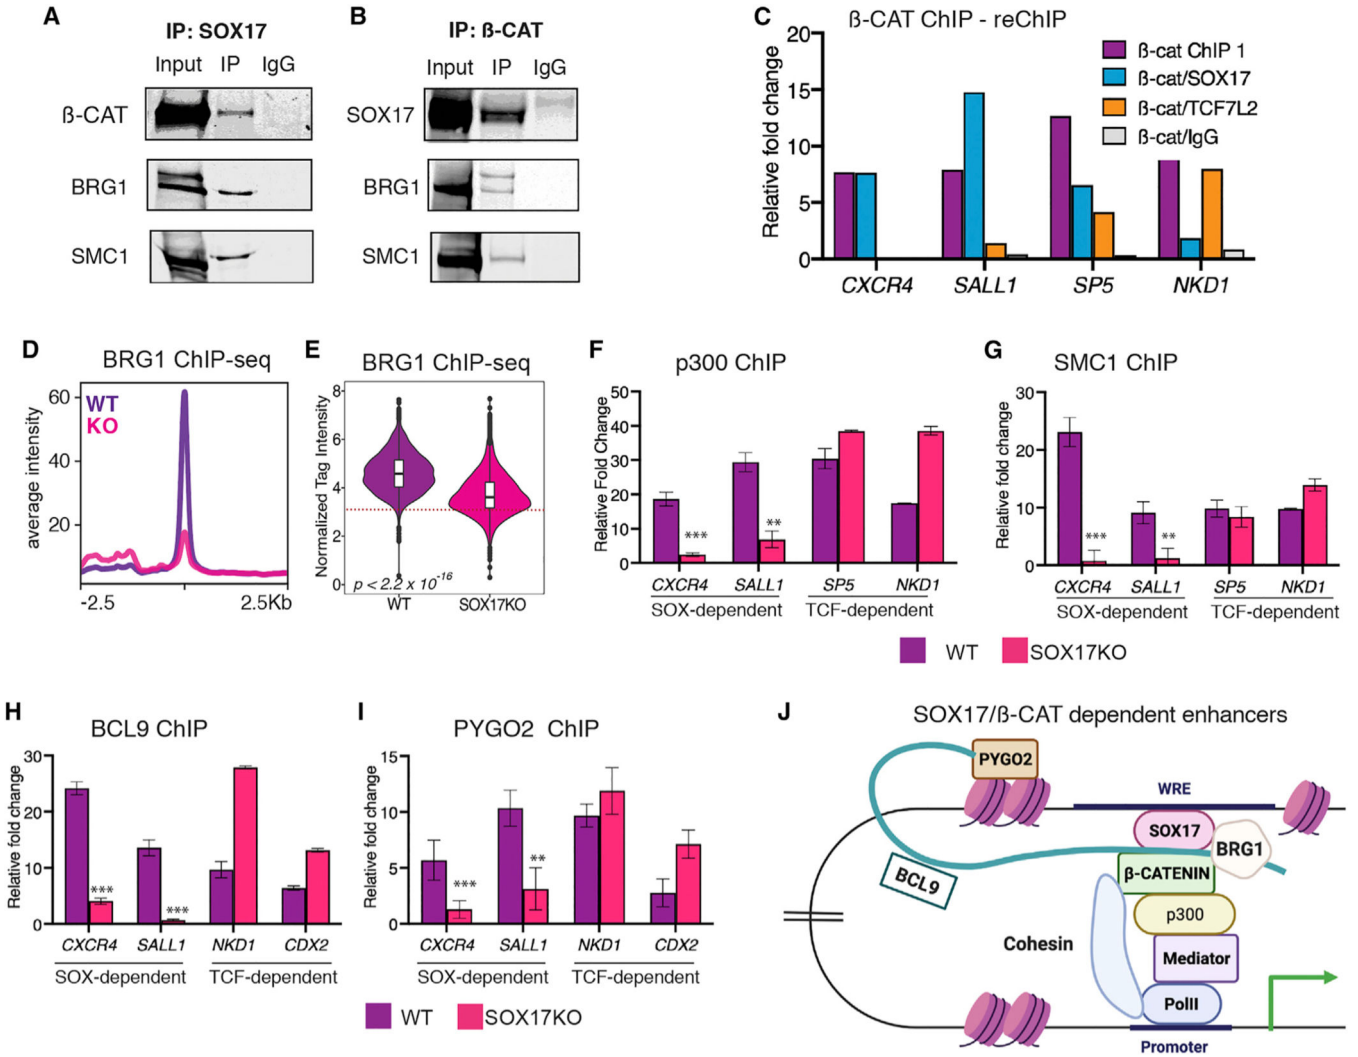 A
IP: SOX17
Input IP IgG
ß-CAT
BRG1
SMC1
B
IP: ß-CAT
Input IP IgG
SOX17
BRG1
SMC1
C
ß-CAT ChIP - reChIP
Relative fold change
20
15
10
5
0
ß-cat ChIP 1
ß-cat/SOX17
ß-cat/TCF7L2
ß-cat/IgG
CXCR4 SALL1 SP5 NKD1
D
BRG1 ChIP-seq
average intensity
60
40
20
WT
KO
-2.5 2.5Kb
E
BRG1 ChIP-seq
Normalized Tag Intensity
8
6
4
2
0
p < 2.2 x 10-16
WT SOX17KO
F
p300 ChIP
Relative Fold Change
50
40
30
20
10
0
***
**
CXCR4 SALL1 SP5 NKD1
SOX-dependent TCF-dependent
G
SMC1 ChIP
Relative fold change
30
20
10
0
***
**
CXCR4 SALL1 SP5 NKD1
SOX-dependent TCF-dependent
WT SOX17KO
H
BCL9 ChIP
Relative fold change
30
20
10
0
***
***
CXCR4 SALL1 NKD1 CDX2
SOX-dependent TCF-dependent
I
PYGO2 ChIP
Relative fold change
15
10
5
0
***
**
CXCR4 SALL1 NKD1 CDX2
SOX-dependent TCF-dependent
WT SOX17KO
J
SOX17/ß-CAT dependent enhancers
PYGO2
WRE
SOX17
BRG1
BCL9
β-CATENIN
p300
Cohesin
Mediator
PolII
Promoter